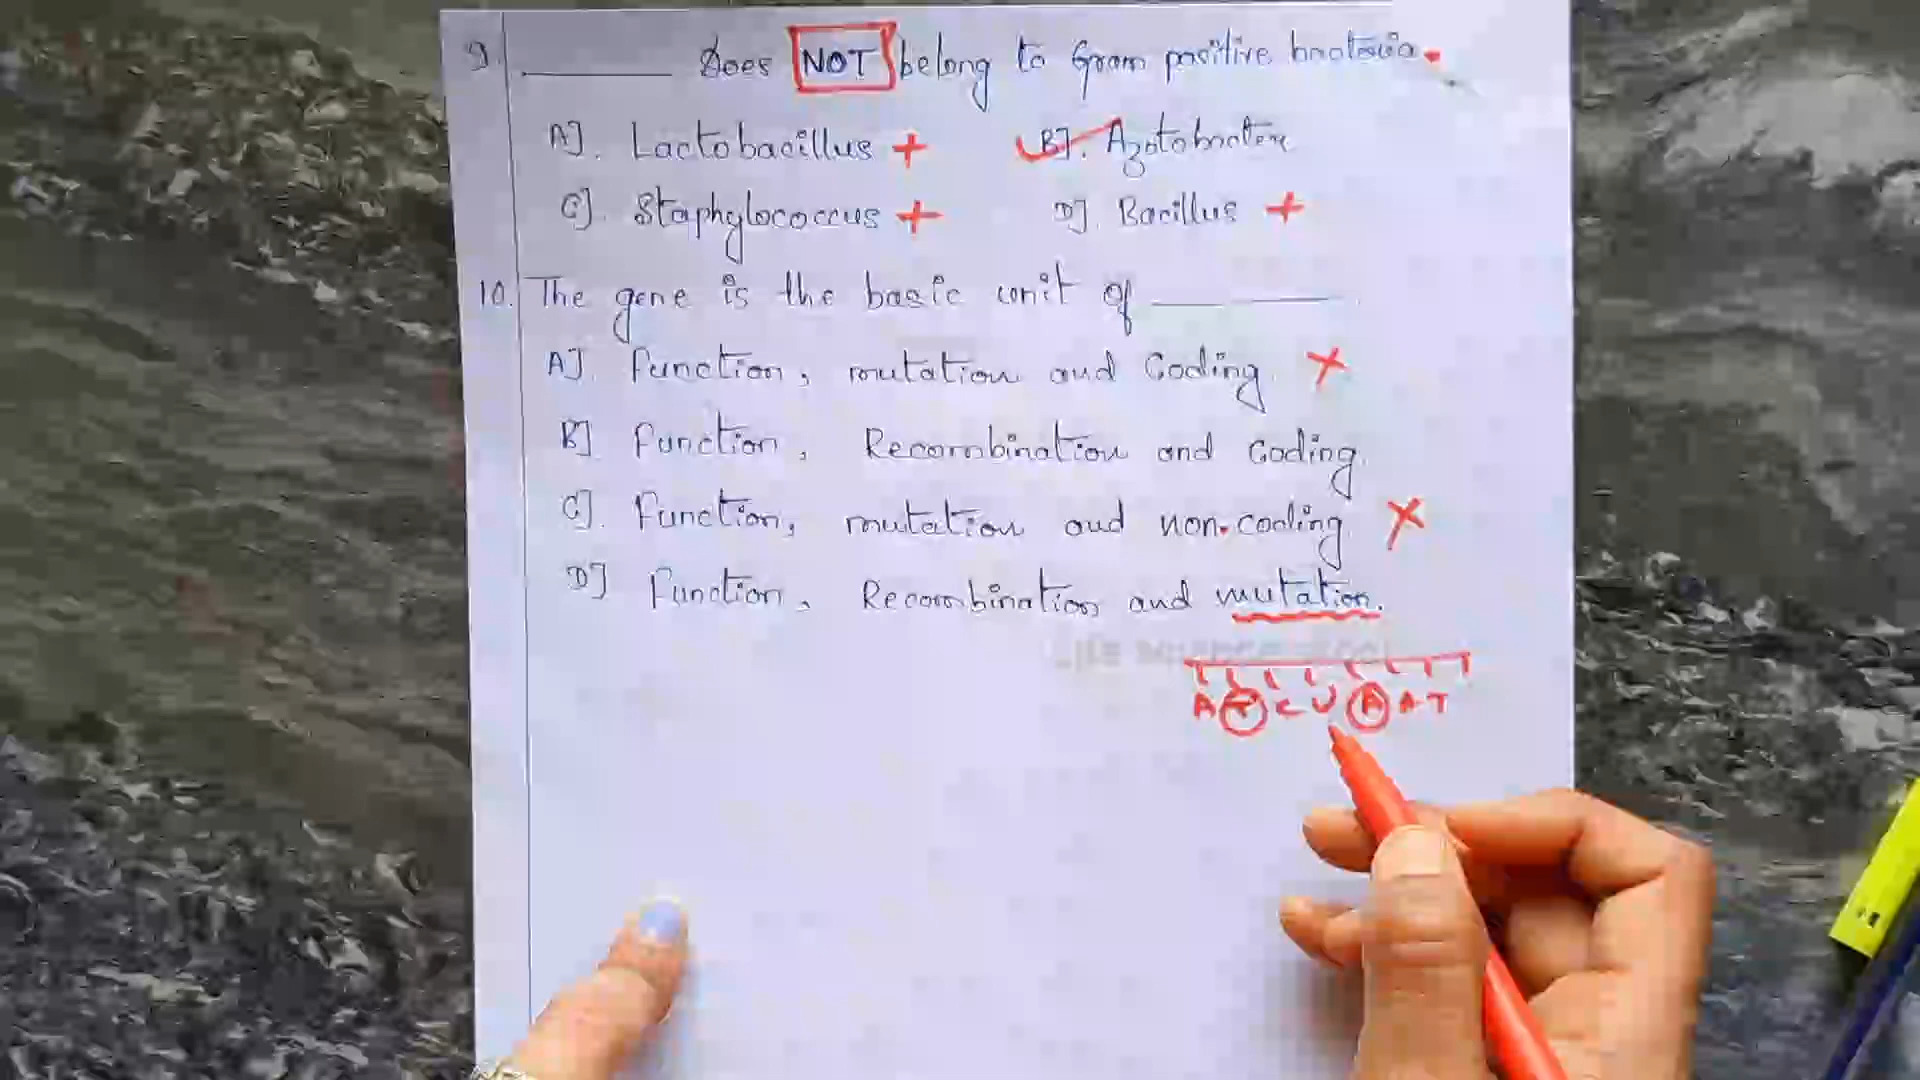 9. ______ Does NOT belong to Gram positive bacteria.
A]. Lactobacillus +
B]. Azotobacter
C]. Staphylococcus +
D]. Bacillus +
10. The gene is the basic unit of ______ .
A]. Function, mutation and Coding. X
B] Function, Recombination and Coding.
C]. Function, mutation and non-coding X
D] Function, Recombination and mutation.
A T C U A A T